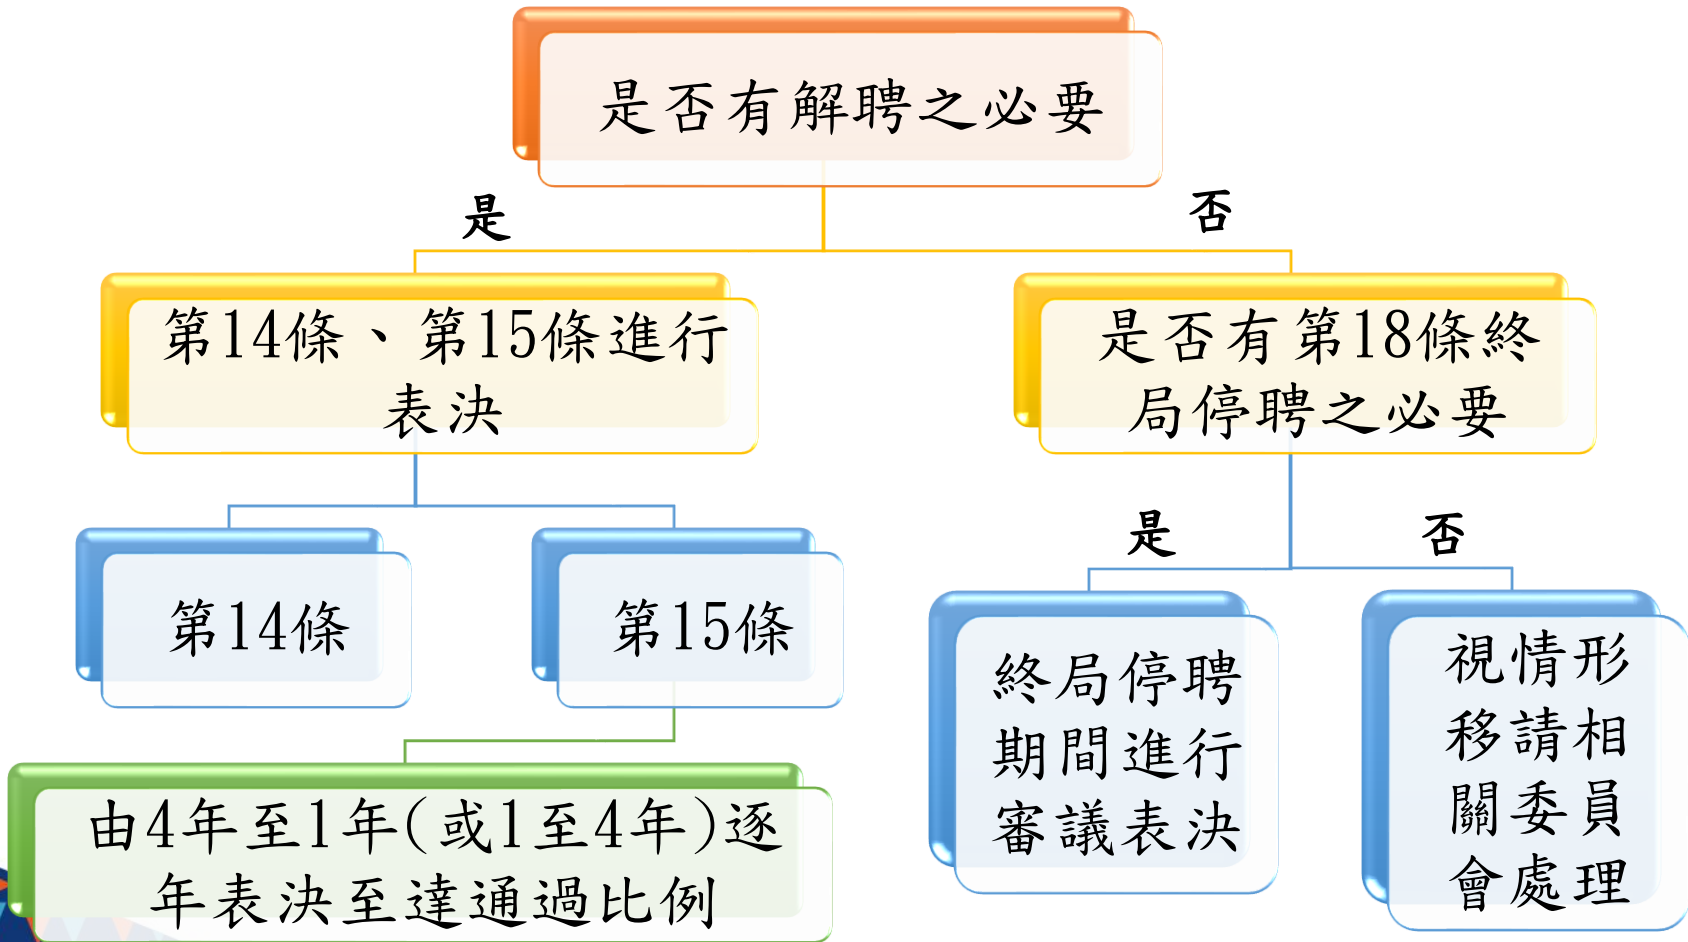 是否有解聘之必要
是
否
第14條、第15條進行
表決
是否有第18條終
局停聘之必要
是
否
第14條
第15條
終局停聘
期間進行
審議表決
視情形
移請相
關委員
會處理
由4年至1年(或1至4年)逐
年表決至達通過比例